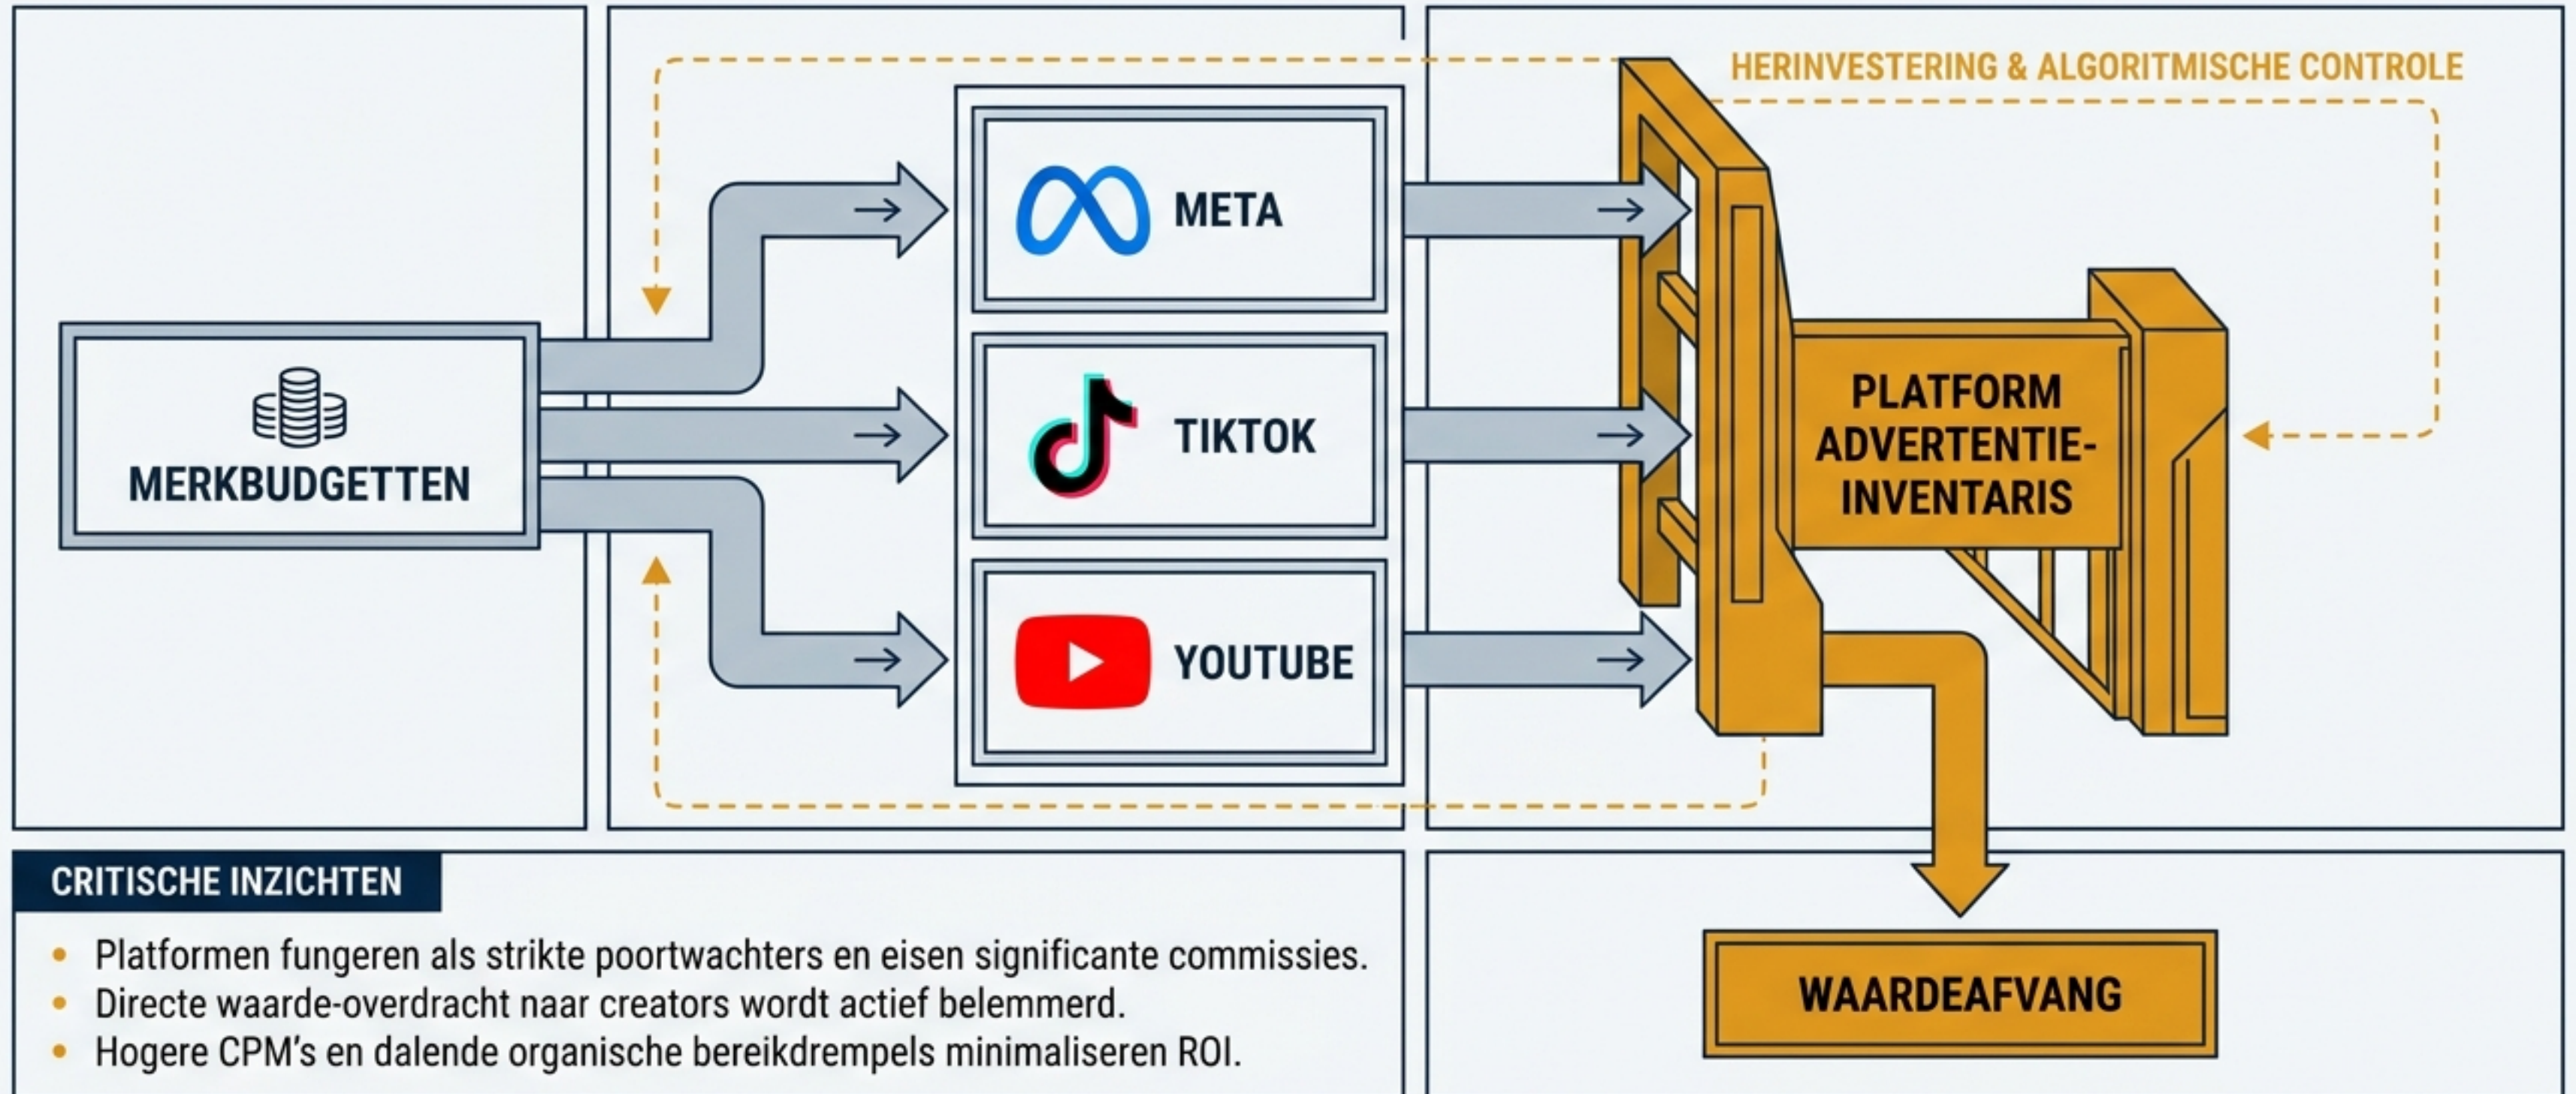 HERINVESTERING & ALGORITMISCHE CONTROLE
META
MERKBUDGETTEN
TIKTOK
PLATFORM
ADVERTENTIE-
INVENTARIS
YOUTUBE
CRITISCHE INZICHTEN
• Platformen fungeren als strikte poortwachters en eisen significante commissies.
• Directe waarde-overdracht naar creators wordt actief belemmerd.
• Hogere CPM's en dalende organische bereikdrempels minimaliseren ROI.
WAARDEAFVANG